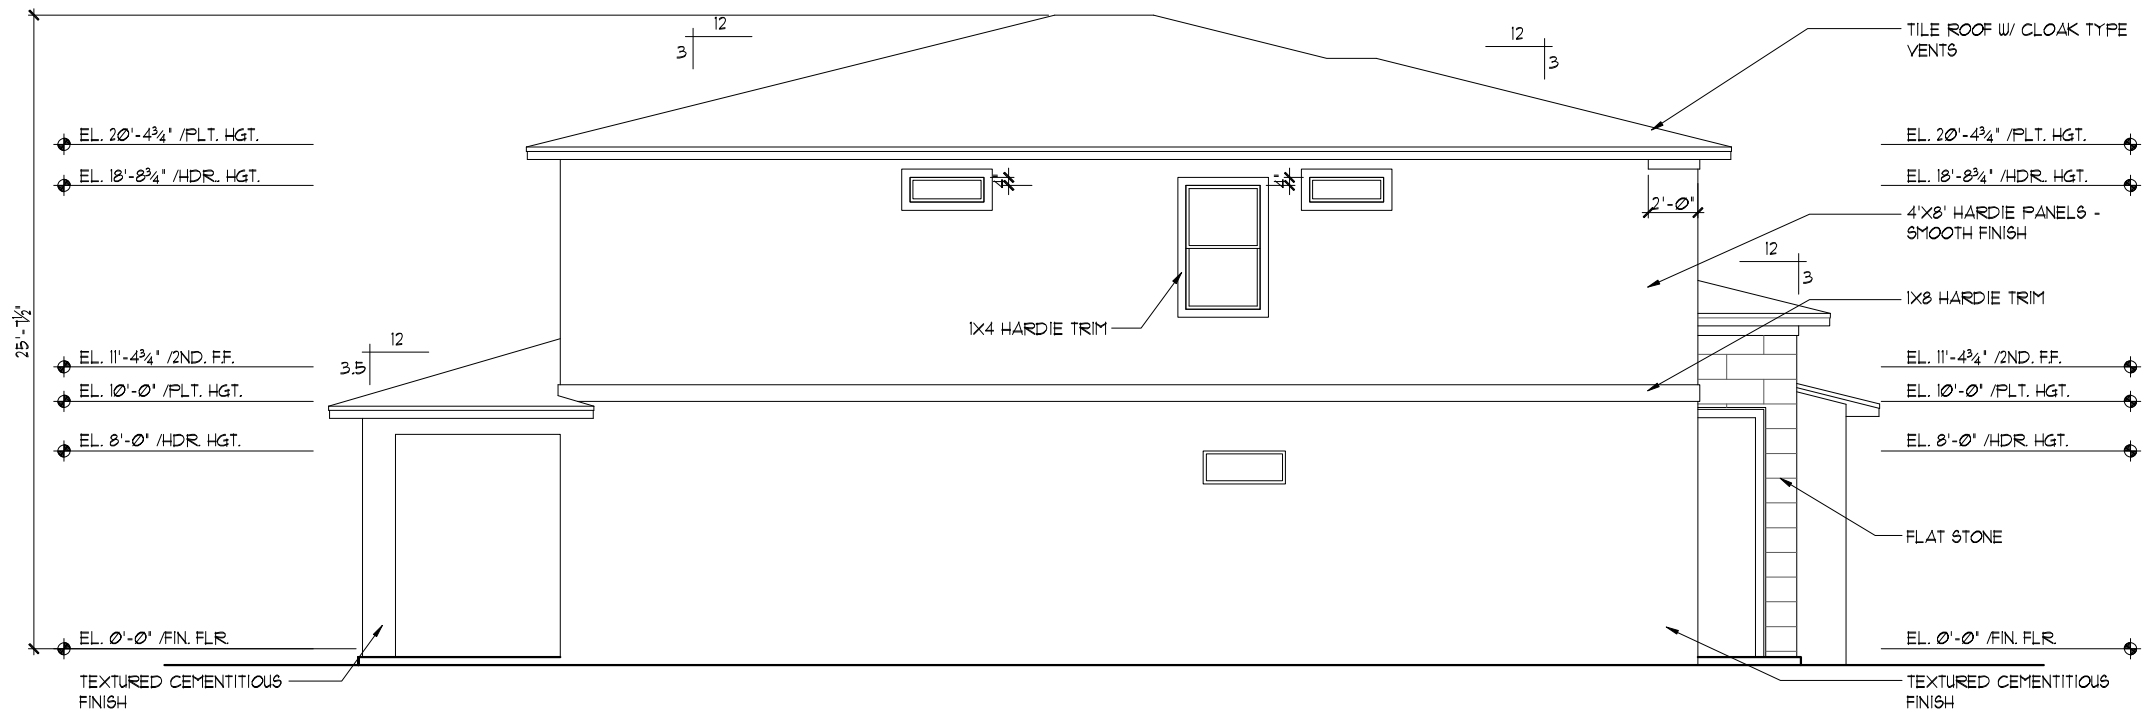 12
3
12
3
TILE ROOF W/ CLOAK TYPE
VENTS
EL. 20'-4¾" /PLT. HGT.
EL. 20'-4¾" /PLT. HGT.
EL. 18'-8¾" /HDR. HGT.
4"
4"
EL. 18'-8¾" /HDR. HGT.
2'-0"
4'X8' HARDIE PANELS -
SMOOTH FINISH
12
3
1X8 HARDIE TRIM
25'-7½"
1X4 HARDIE TRIM
12
3.5
EL. 11'-4¾" /2ND. F.F.
EL. 11'-4¾" /2ND. F.F.
EL. 10'-0" /PLT. HGT.
EL. 10'-0" /PLT. HGT.
EL. 8'-0" /HDR. HGT.
EL. 8'-0" /HDR. HGT.
FLAT STONE
EL. 0'-0" /FIN. FLR.
EL. 0'-0" /FIN. FLR.
TEXTURED CEMENTITIOUS
FINISH
TEXTURED CEMENTITIOUS
FINISH